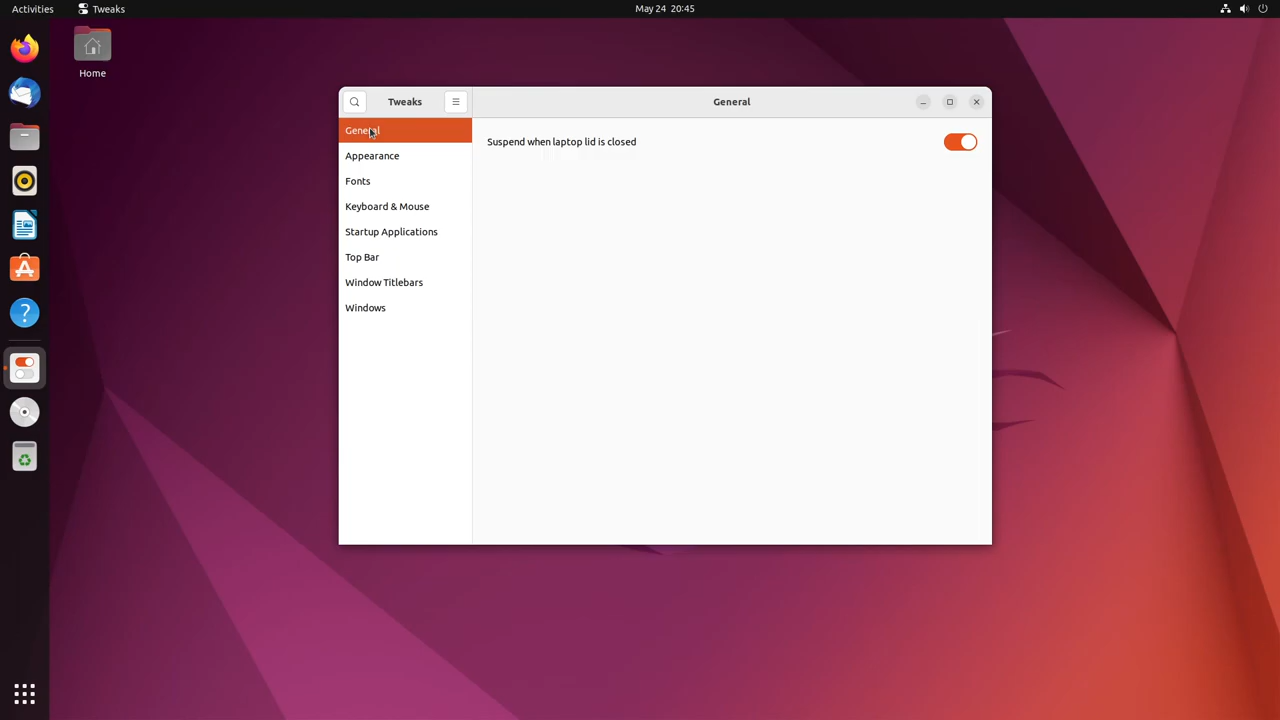 Activities
Tweaks
May 24 20:45
Home
Tweaks
General
General
Suspend when laptop lid is closed
Appearance
Fonts
Keyboard & Mouse
Startup Applications
Top Bar
Window Titlebars
Windows
?